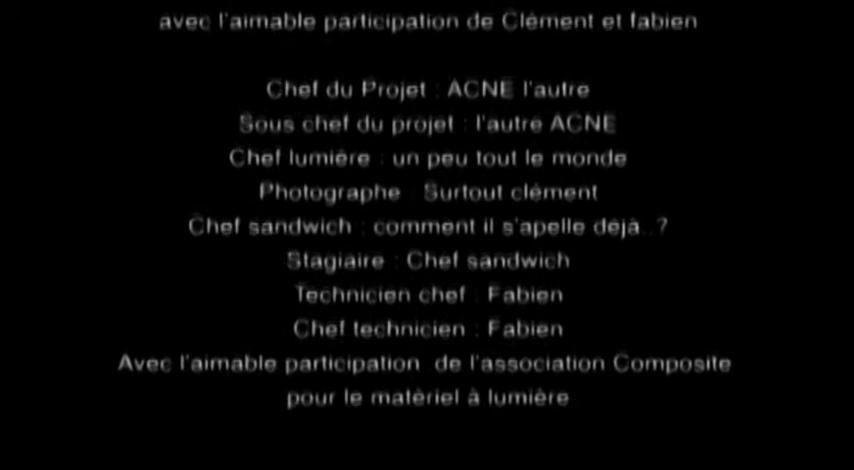 avec l'aimable participation de Clément et fabien
Chef du Projet : ACNE l'autre
Sous chef du projet : l'autre ACNE
Chef lumière : un peu tout le monde
Photographe : Surtout clément
Chef sandwich : comment il s'apelle déjà..?
Stagiaire : Chef sandwich
Technicien chef : Fabien
Chef technicien : Fabien
Avec l'aimable participation de l'association Composite
pour le matériel à lumière